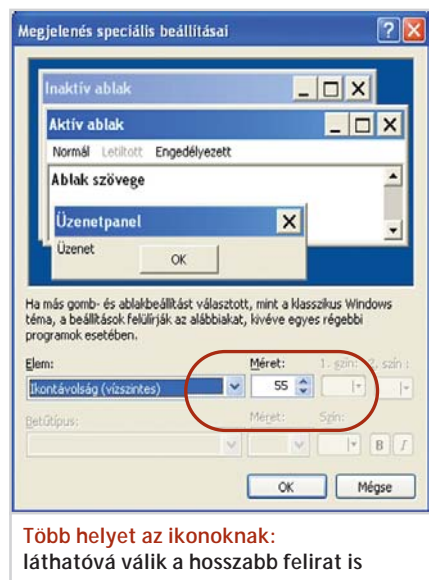 Megjelenés speciális beállításai
Inaktív ablak
Aktív ablak
Normál Letiltott Engedélyezett
Ablak szövege
Üzenetpanel
Üzenet
OK
Ha más gomb- és ablakbeállítást választott, mint a klasszikus Windows
téma, a beállítások felülírják az alábbiakat, kivéve egyes régebbi
programok esetében.
Elem: Méret: 1. szín: 2. szín:
Ikontávolság (vízszintes) 55
Betűtípus: Méret: Szín:
B I
OK Mégse
Több helyet az ikonoknak:
láthatóvá válik a hosszabb felirat is